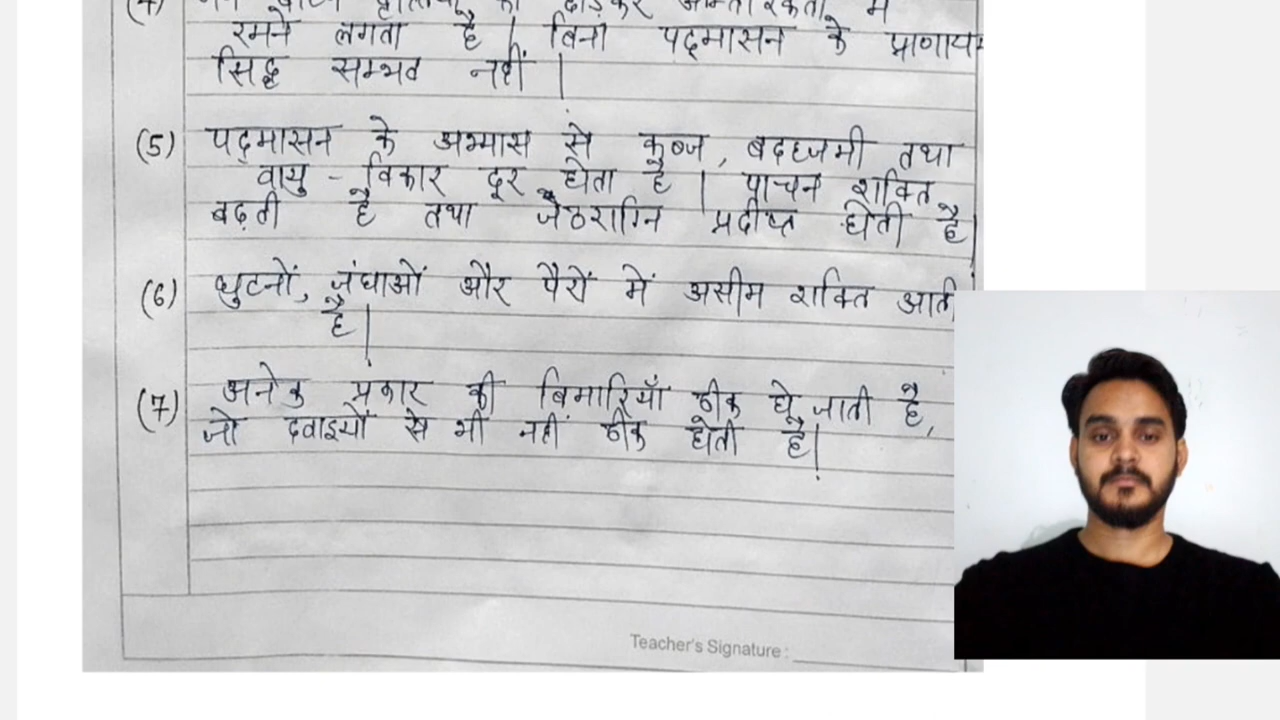 (4)
रमने लगता है। बिना पद्मासन के प्राणाया
सिद्ध सम्भव नहीं।
(5) पद्मासन के अभ्यास से कुब्ज, बदहजमी तथा
वायु - विकार दूर होता है। पाचन शक्ति
बढ़ती है तथा जठराग्नि प्रदीप्त होती है।
(6) घुटनों, जंघाओं और पैरों में असीम शक्ति आती
है।
(7) अनेक प्रकार की बिमारियाँ ठीक हो जाती है,
जो दवाइयों से भी नहीं ठीक होती है।
Teacher's Signature :